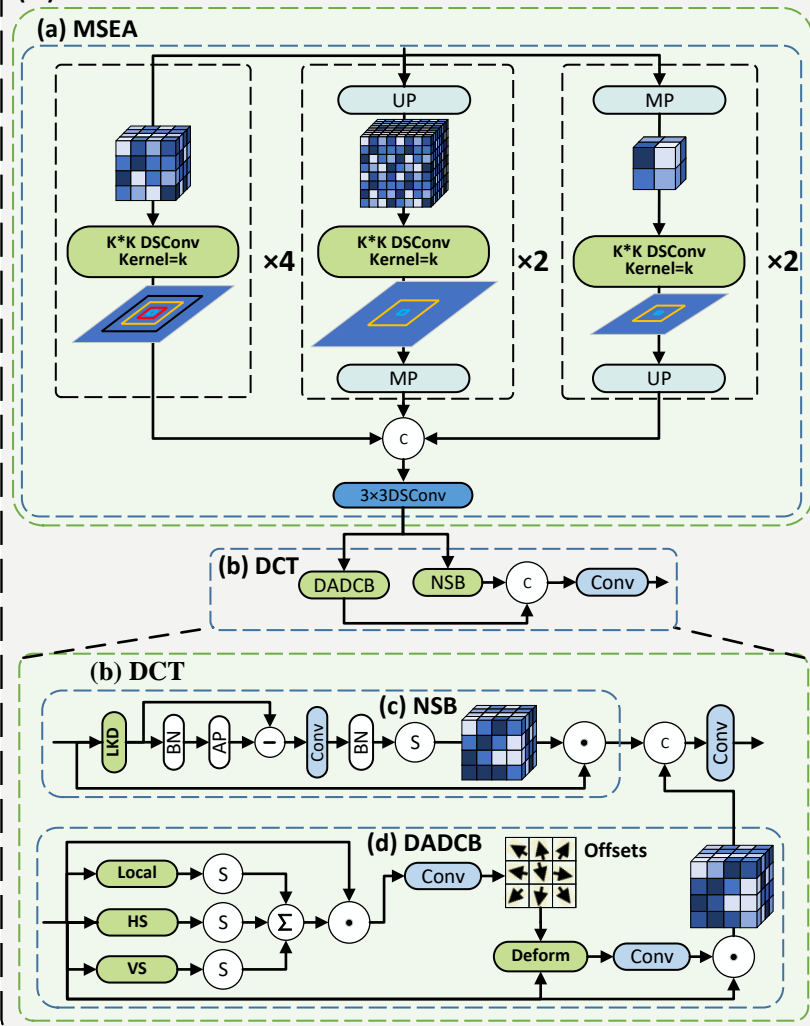 (a) MSEA
UP
MP
K*K DSConv
Kernel=k
×4
K*K DSConv
Kernel=k
×2
K*K DSConv
Kernel=k
×2
MP
UP
C
3×3DSConv
(b) DCT
DADCB
NSB
C
Conv
(b) DCT
(c) NSB
LKD
BN
AP
−
Conv
BN
S
C
Conv
(d) DADCB
Local
S
HS
S
VS
S
Σ
Conv
Offsets
Deform
Conv